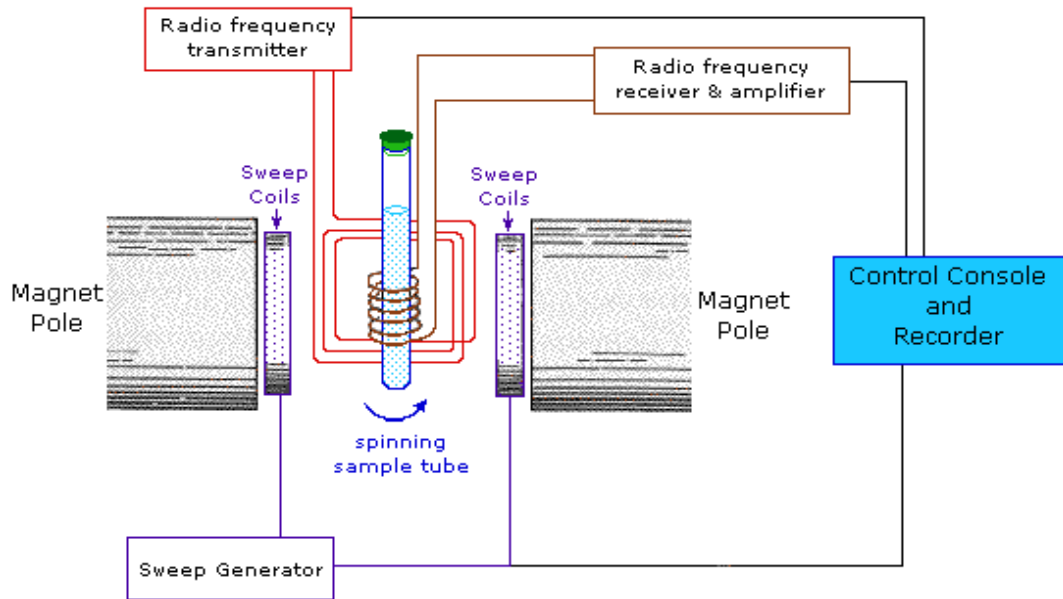 Radio frequency
transmitter
Radio frequency
receiver & amplifier
Sweep
Coils
Sweep
Coils
Magnet
Pole
Magnet
Pole
Control Console
and
Recorder
spinning
sample tube
Sweep Generator